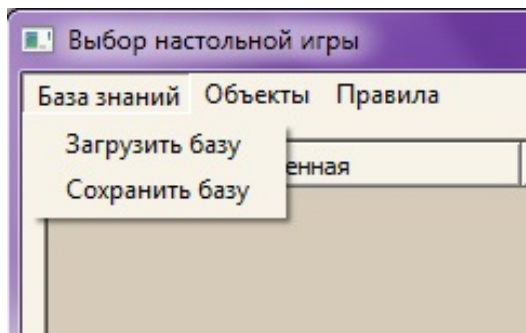 Выбор настольной игры
База знаний Объекты Правила
Загрузить базу
енная
Сохранить базу